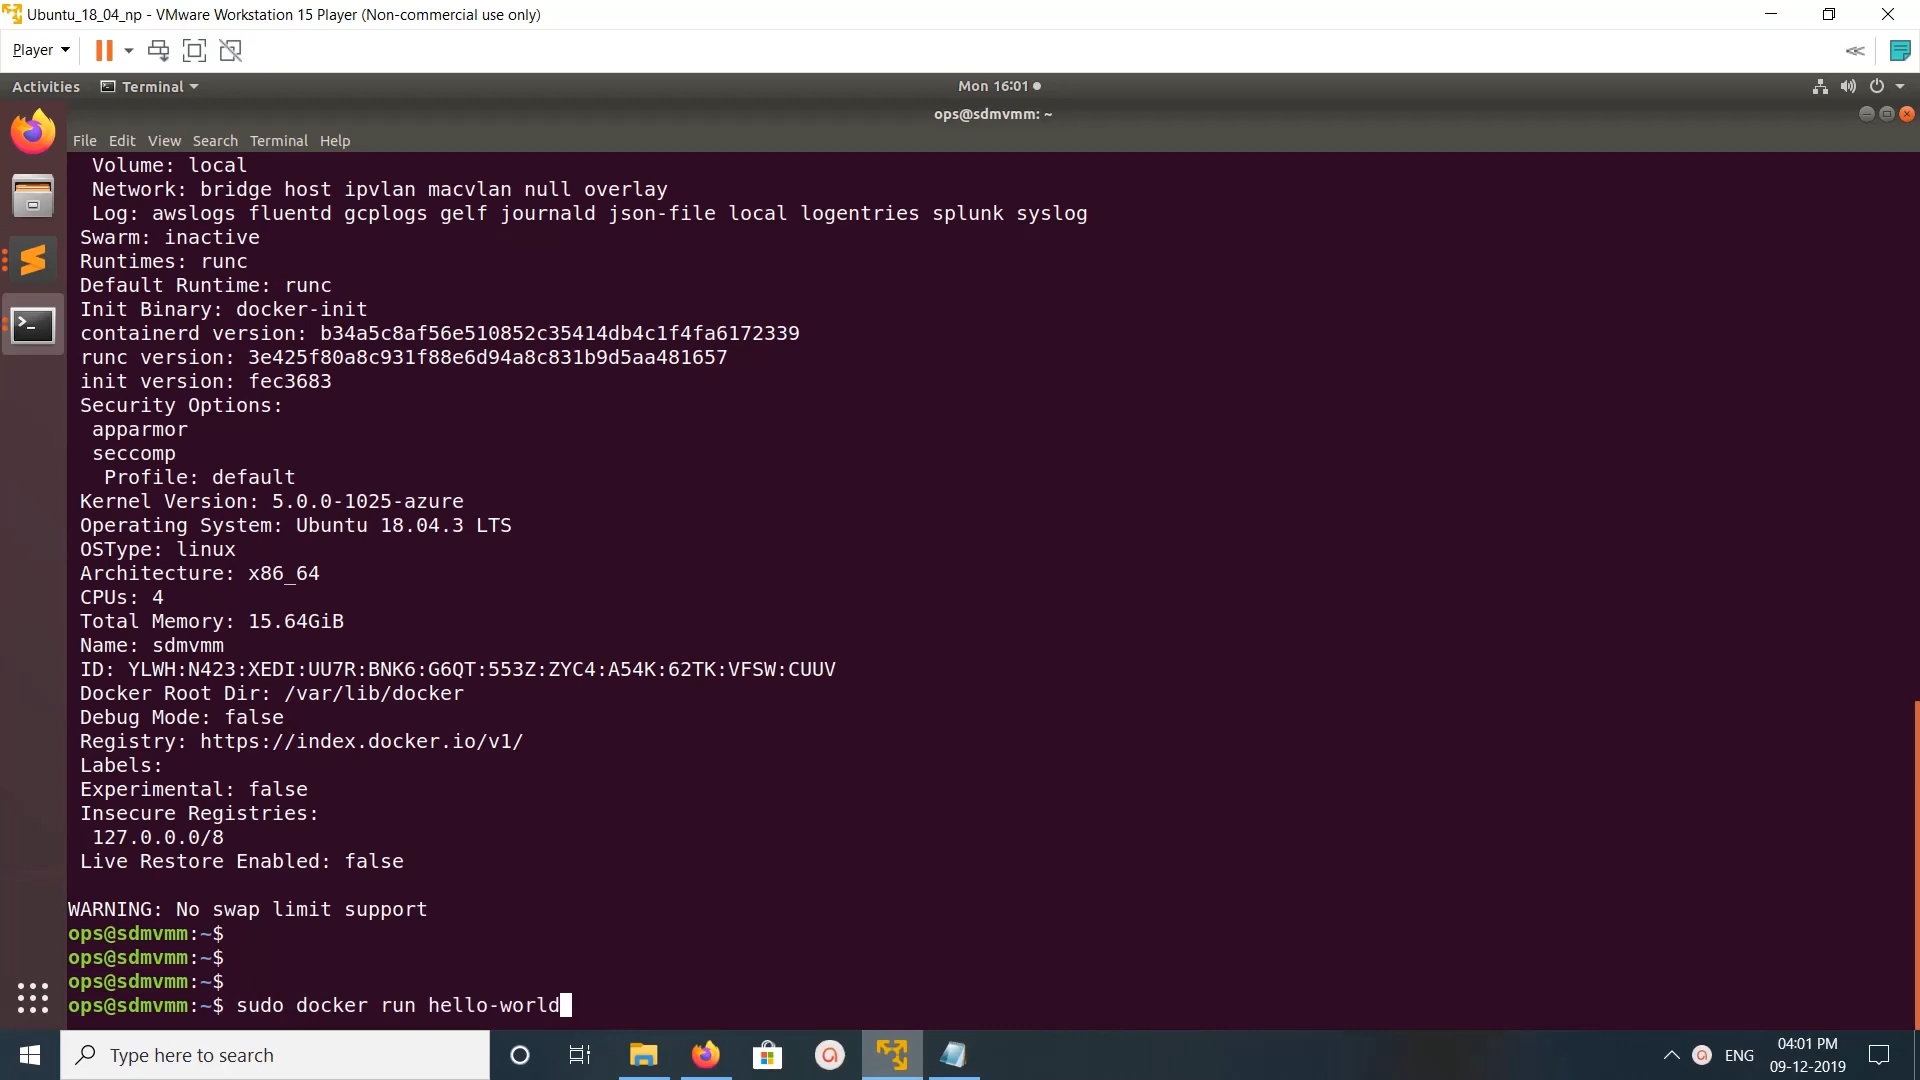 Ubuntu_18_04_np - VMware Workstation 15 Player (Non-commercial use only)
Player
Activities Terminal Mon 16:01
ops@sdmvmm: ~
File Edit View Search Terminal Help
Volume: local
Network: bridge host ipvlan macvlan null overlay
Log: awslogs fluentd gcplogs gelf journald json-file local logentries splunk syslog
Swarm: inactive
Runtimes: runc
Default Runtime: runc
Init Binary: docker-init
containerd version: b34a5c8af56e510852c35414db4c1f4fa6172339
runc version: 3e425f80a8c931f88e6d94a8c831b9d5aa481657
init version: fec3683
Security Options:
apparmor
seccomp
Profile: default
Kernel Version: 5.0.0-1025-azure
Operating System: Ubuntu 18.04.3 LTS
OSType: linux
Architecture: x86_64
CPUs: 4
Total Memory: 15.64GiB
Name: sdmvmm
ID: YLWH:N423:XEDI:UU7R:BNK6:G6QT:553Z:ZYC4:A54K:62TK:VFSW:CUUV
Docker Root Dir: /var/lib/docker
Debug Mode: false
Registry: https://index.docker.io/v1/
Labels:
Experimental: false
Insecure Registries:
127.0.0.0/8
Live Restore Enabled: false
WARNING: No swap limit support
ops@sdmvmm:~$
ops@sdmvmm:~$
ops@sdmvmm:~$
ops@sdmvmm:~$ sudo docker run hello-world
Type here to search
ENG
04:01 PM
09-12-2019